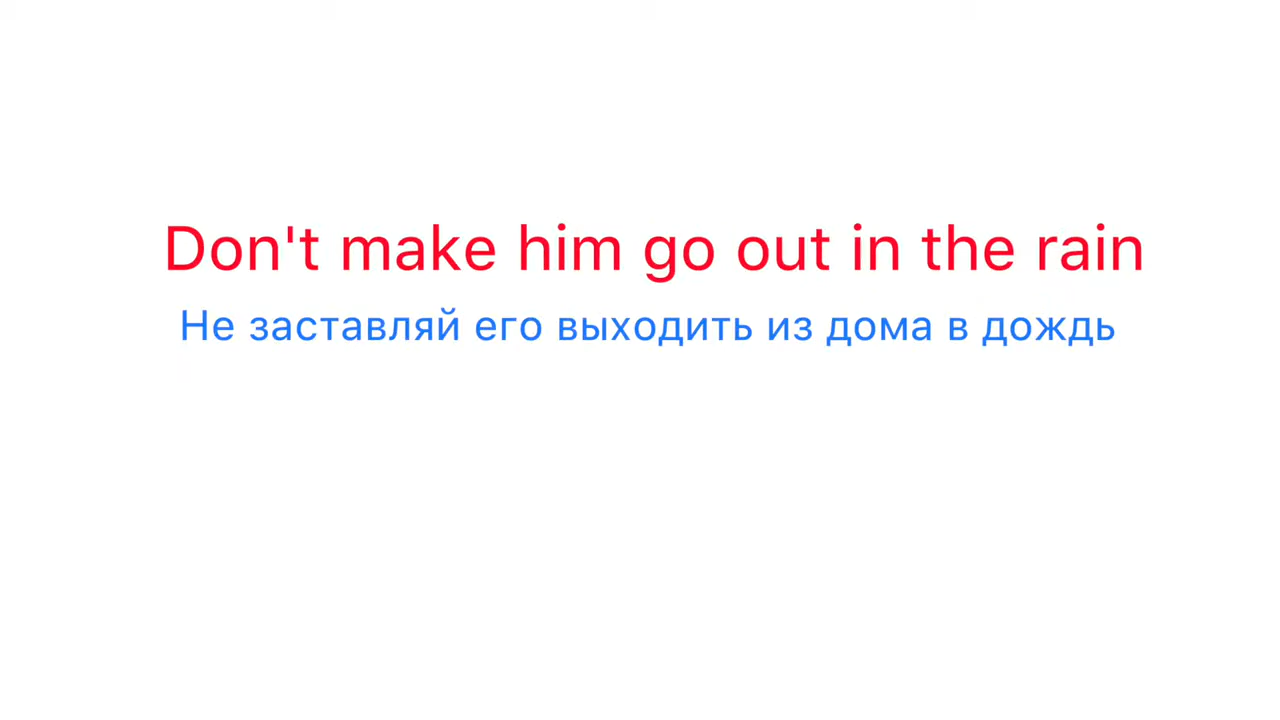 Don't make him go out in the rain
Не заставляй его выходить из дома в дождь